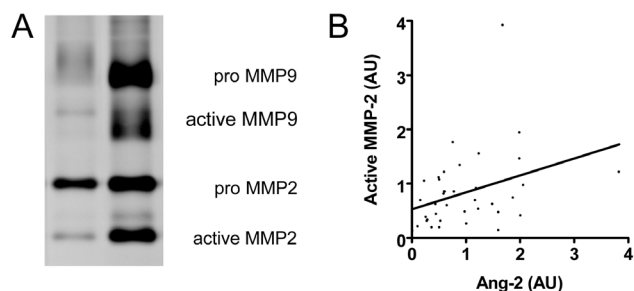 A
pro MMP9
active MMP9
pro MMP2
active MMP2
B
Active MMP-2 (AU)
4
3
2
1
0
0
1
2
3
4
Ang-2 (AU)